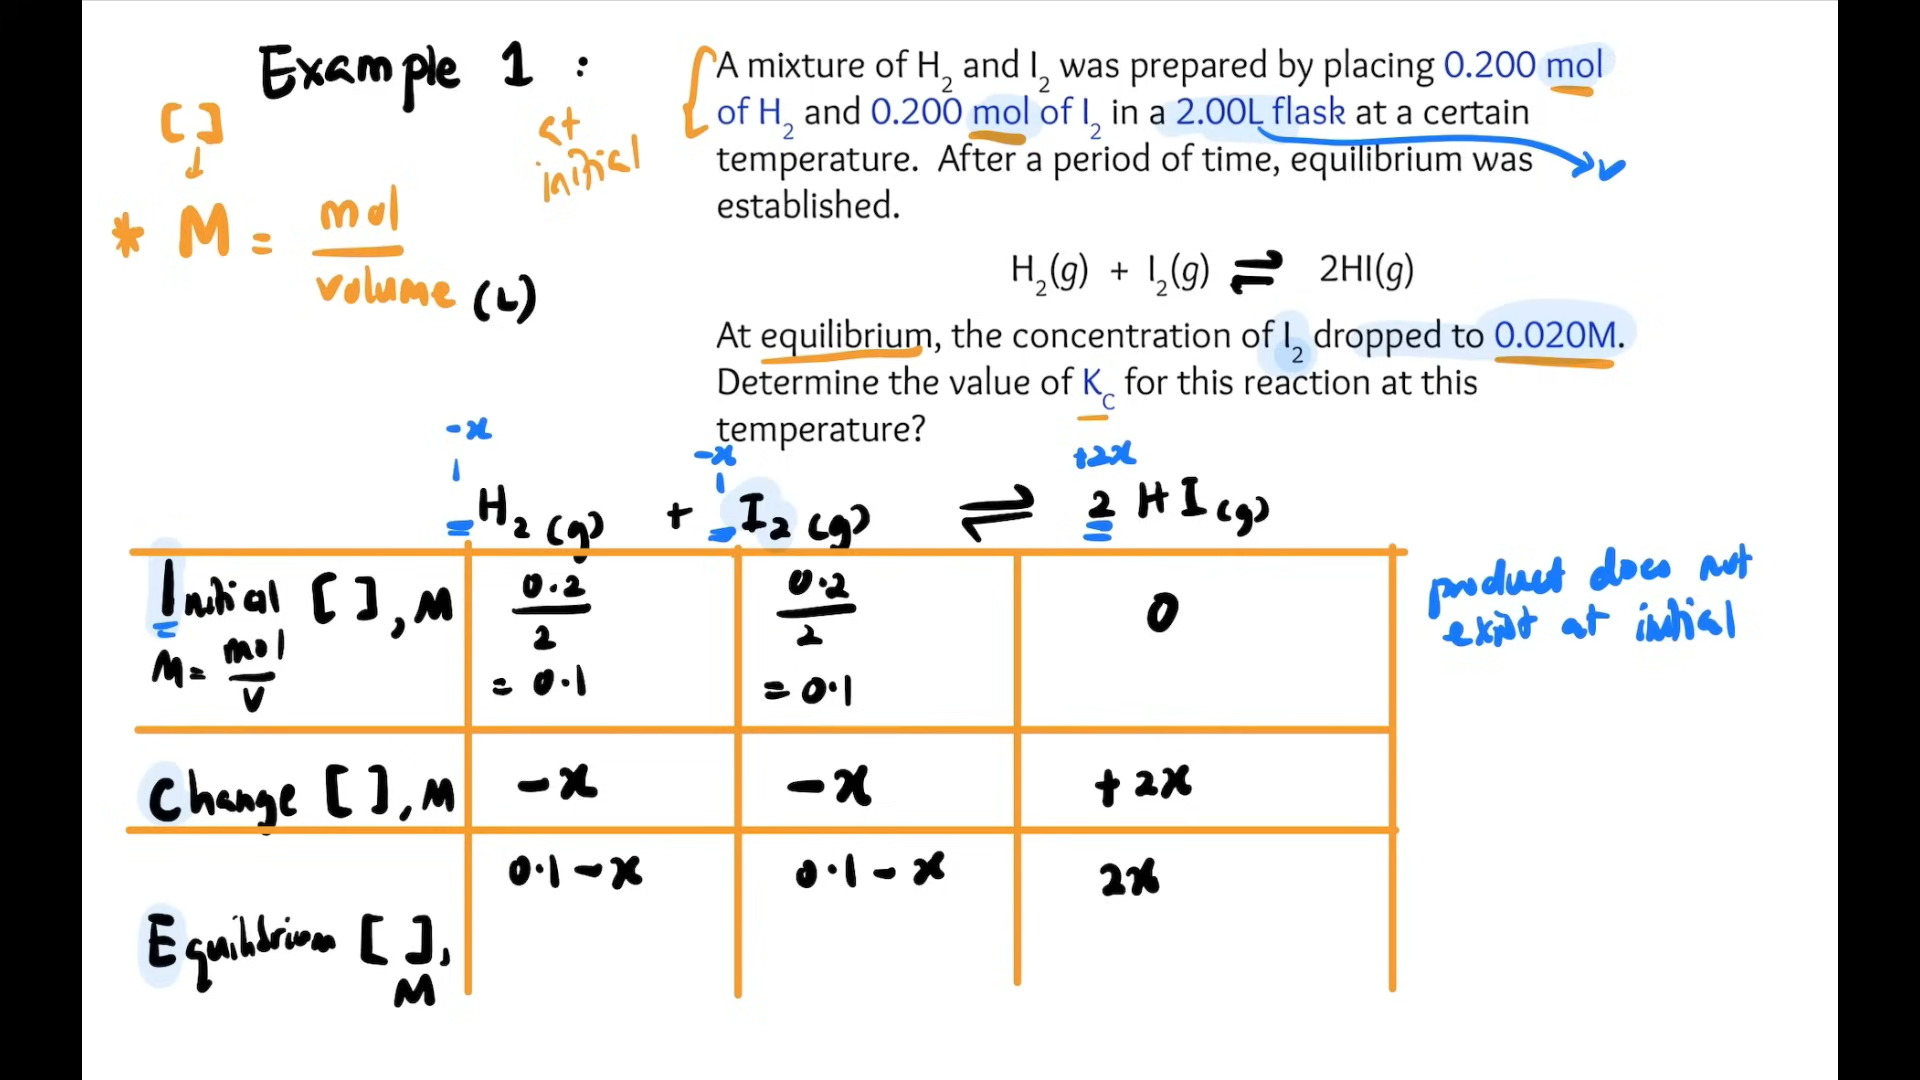 Example 1 :
A mixture of H₂ and I₂ was prepared by placing 0.200 mol
of H₂ and 0.200 mol of I₂ in a 2.00L flask at a certain
temperature. After a period of time, equilibrium was
established.
H₂(g) + I₂(g) ⇌ 2HI(g)
At equilibrium, the concentration of I₂ dropped to 0.020M.
Determine the value of K_C for this reaction at this
temperature?
[ ]
↓
at
initial
* M = mol
volume (L)
v
-x -x +2x
H₂(g) + I₂(g) ⇌ 2HI(g)
Initial [ ], M 0.2/2 0.2/2 0
M = mol/V = 0.1 = 0.1
product does not
exist at initial
Change [ ], M -x -x +2x
0.1-x 0.1-x 2x
Equilibrium [ ],
M